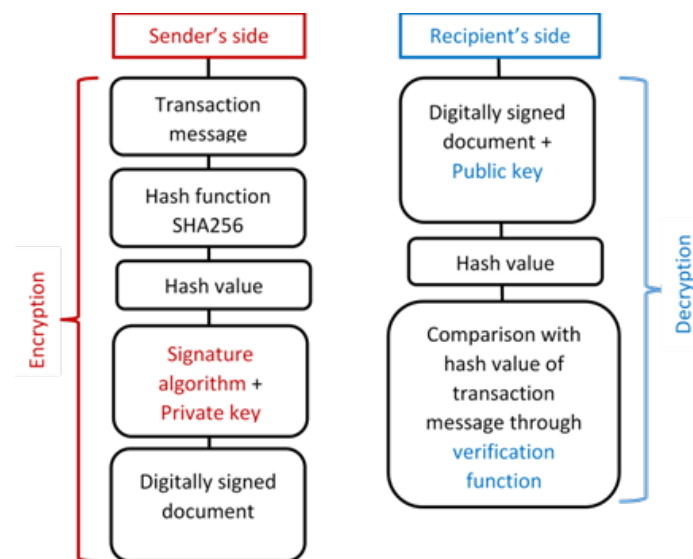 Sender's side
Transaction
message
Hash function
SHA256
Hash value
Signature
algorithm +
Private key
Digitally signed
document
Encryption
Recipient's side
Digitally signed
document +
Public key
Hash value
Comparison with
hash value of
transaction
message through
verification
function
Decryption